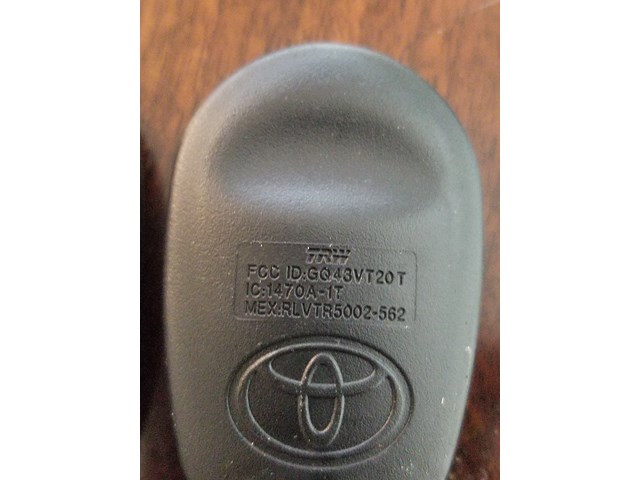 TRW
FCC ID:GQ43VT20T
IC:1470A-1T
MEX:RLVTR5002-562